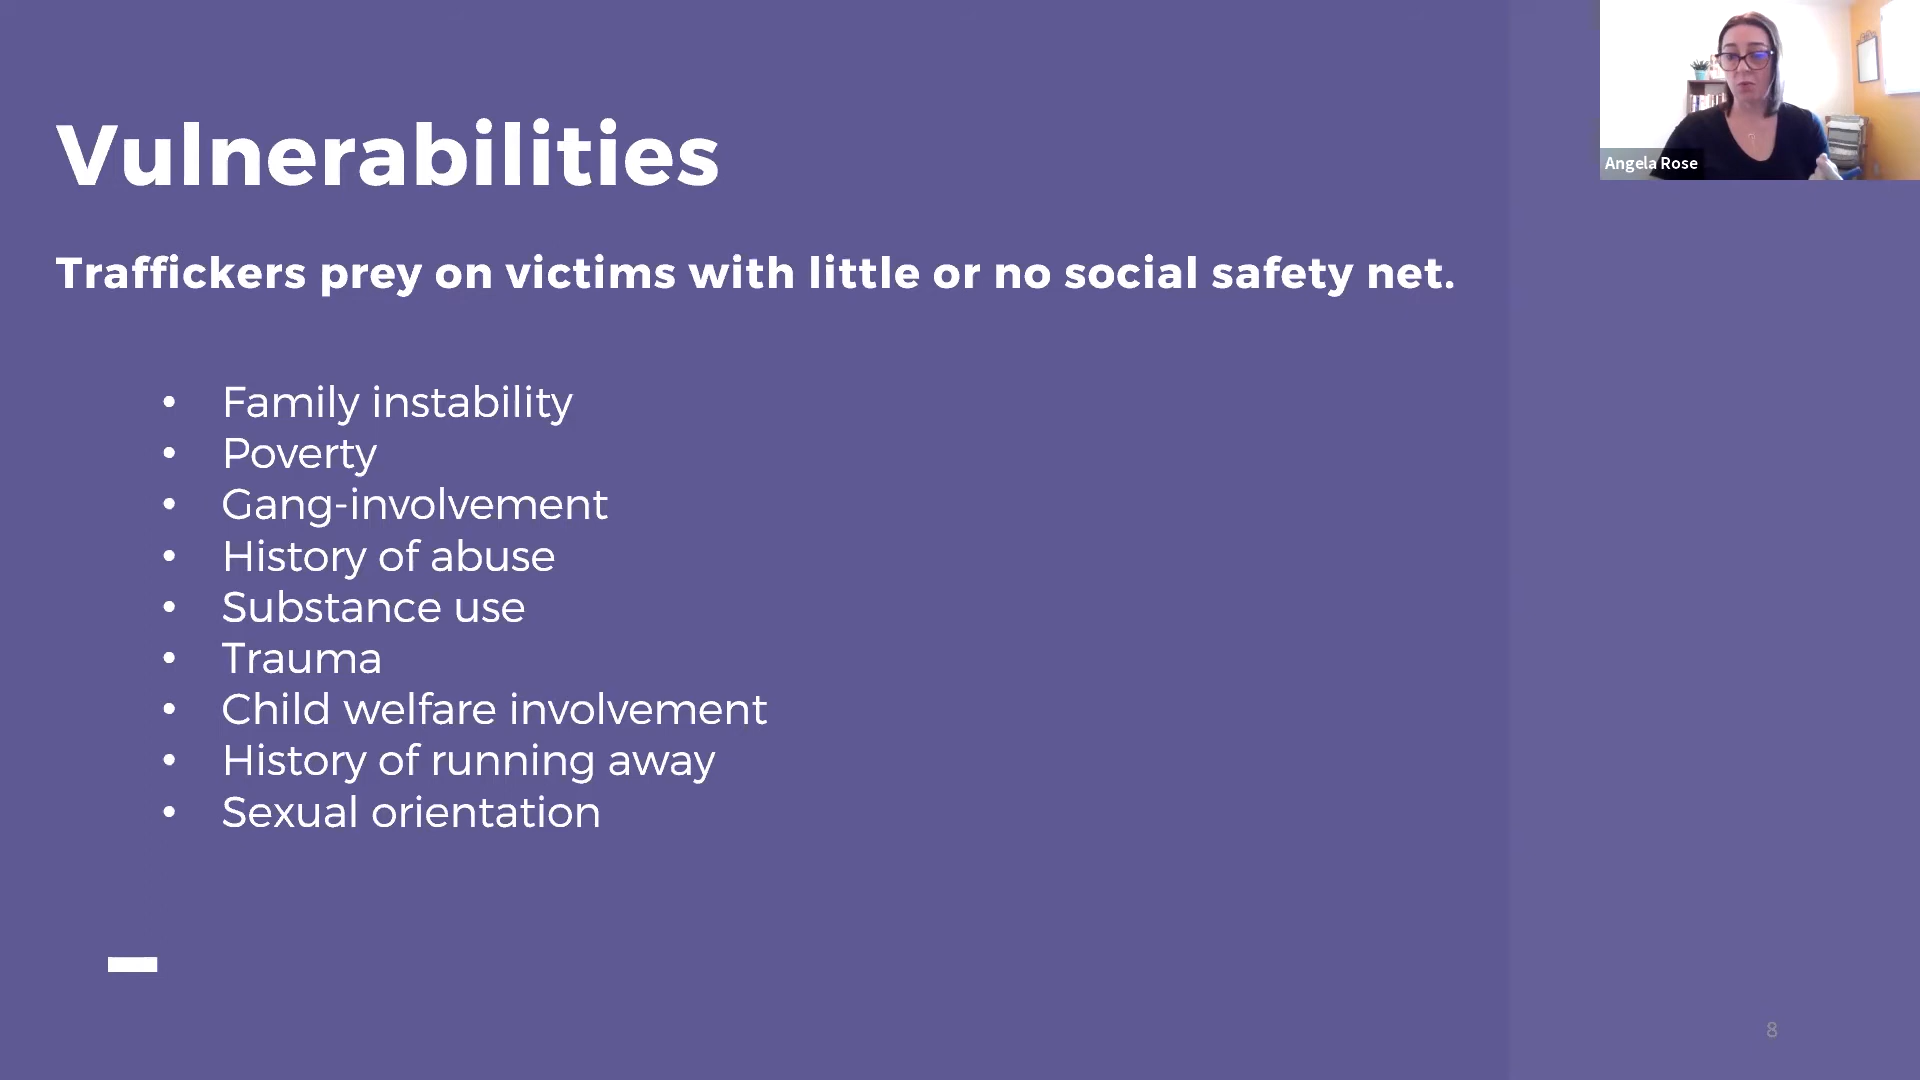 Vulnerabilities
Angela Rose
Traffickers prey on victims with little or no social safety net.
• Family instability
• Poverty
• Gang-involvement
• History of abuse
• Substance use
• Trauma
• Child welfare involvement
• History of running away
• Sexual orientation
8